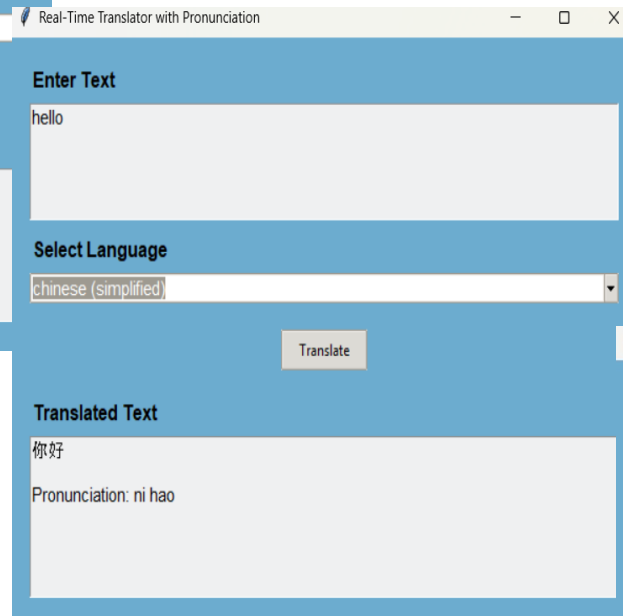 Real-Time Translator with Pronunciation
Enter Text
hello
Select Language
chinese (simplified)
Translate
Translated Text
你好
Pronunciation: ni hao